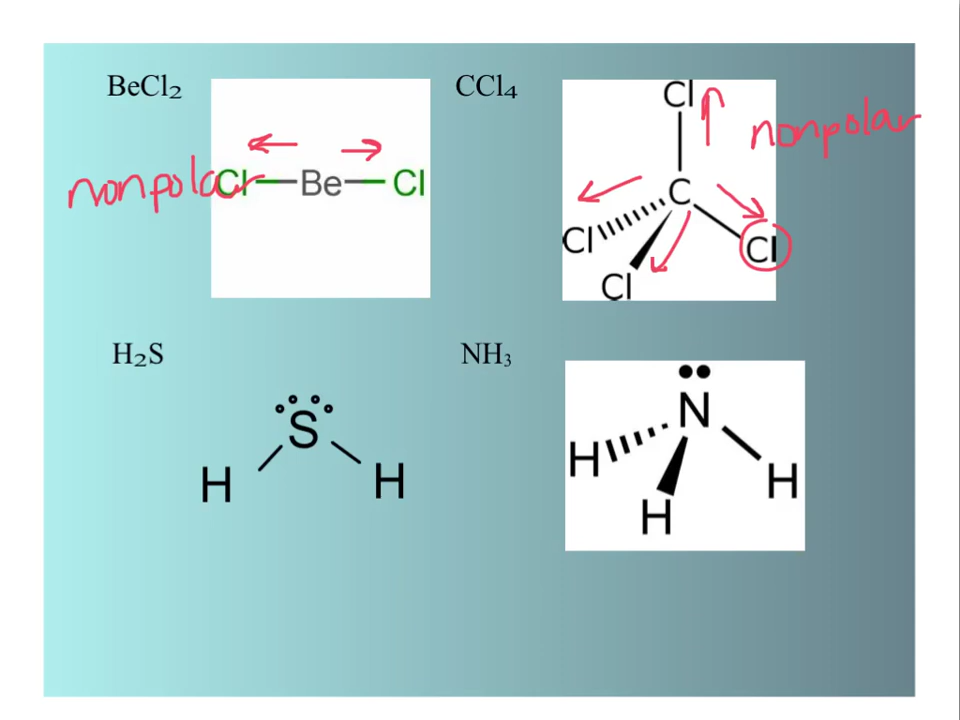 BeCl₂
CCl₄
nonpolar
Cl Be Cl
nonpolar
Cl
C
Cl
Cl
Cl
H₂S
NH₃
S
H H
N
H
H
H